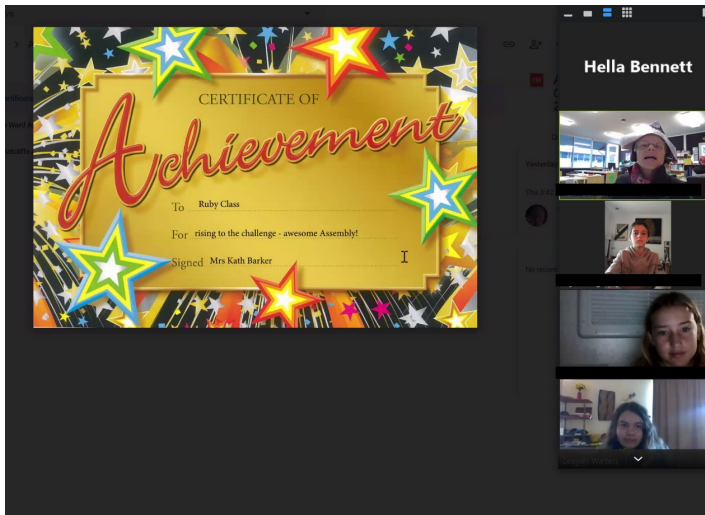 Hella Bennett
CERTIFICATE OF
Achievement
To Ruby Class
For rising to the challenge - awesome Assembly!
Signed Mrs Kath Barker
Yesterday